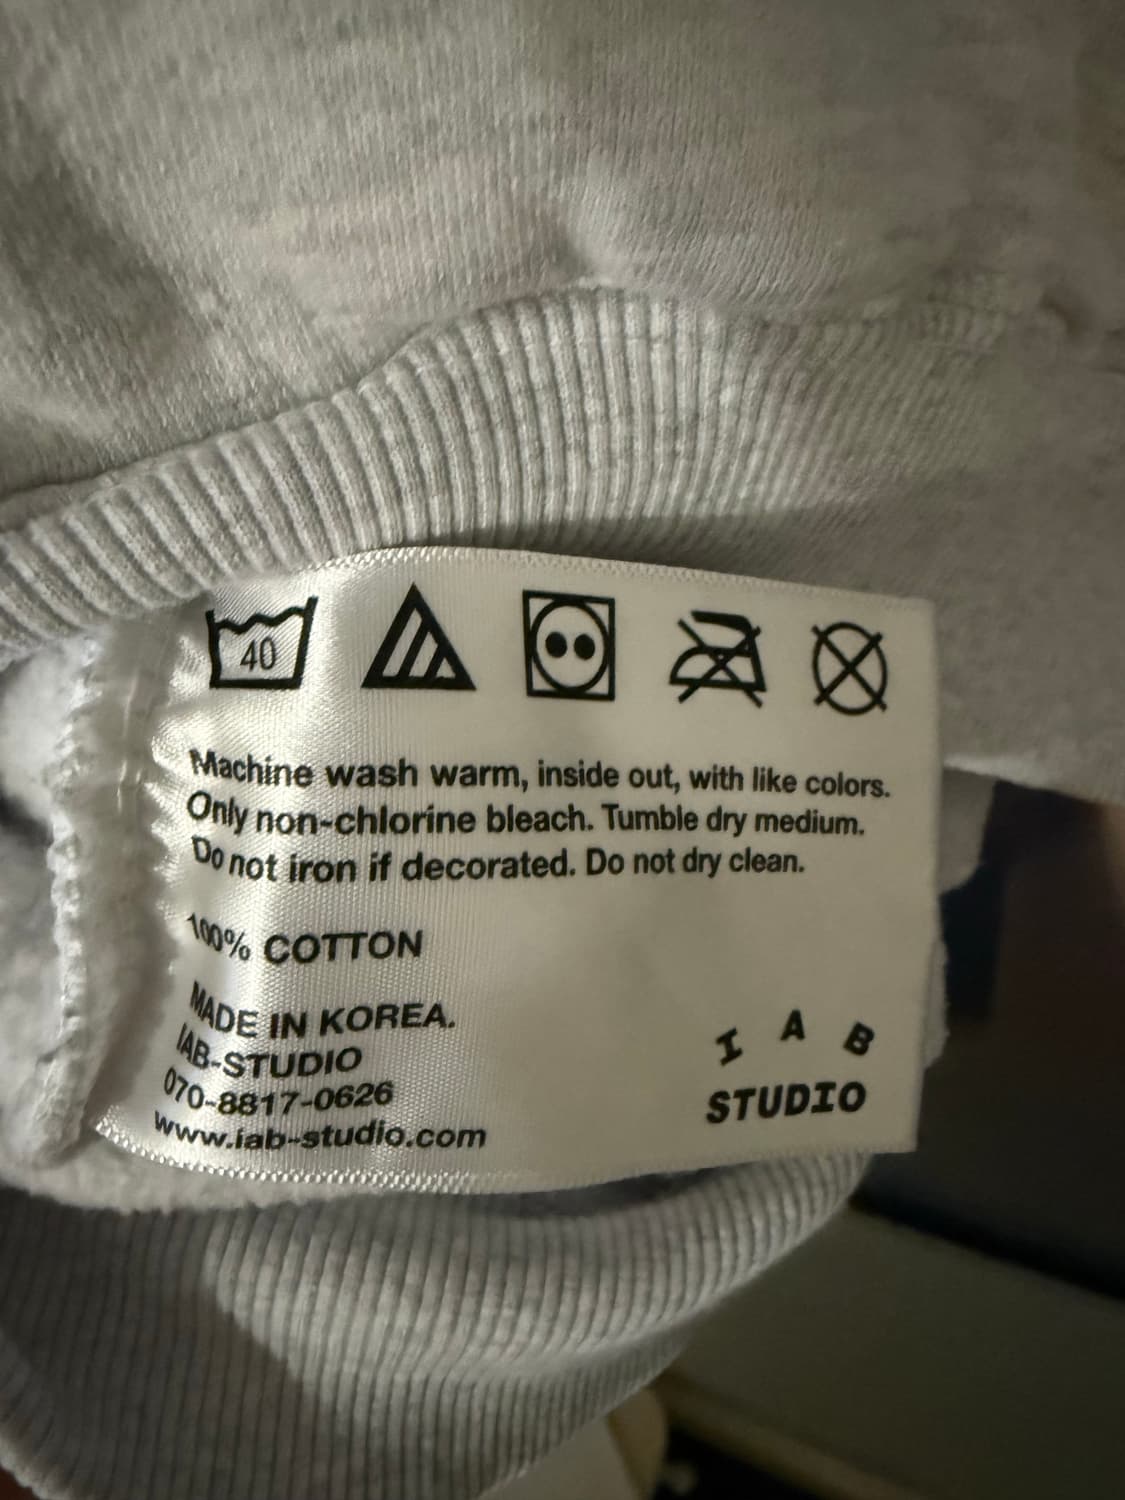 40
Machine wash warm, inside out, with like colors.
Only non-chlorine bleach. Tumble dry medium.
Do not iron if decorated. Do not dry clean.
100% COTTON
MADE IN KOREA.
IAB-STUDIO
070-8817-0626
www.iab-studio.com
I A B
STUDIO